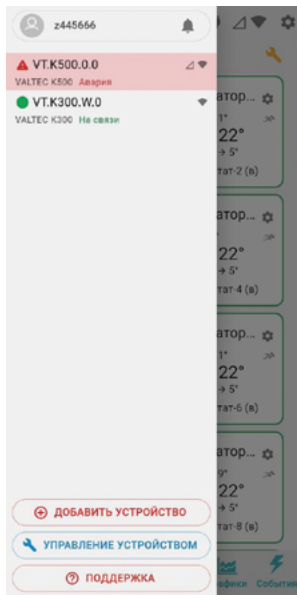 z445666
VT.K500.0.0
VALTEC K500 Авария
VT.K300.W.0
VALTEC K300 На связи
атор...
22°
→ 5°
тат-2 (в)
атор...
22°
→ 5°
тат-4 (в)
атор...
1°
22°
→ 5°
тат-6 (в)
атор...
9°
22°
→ 5°
тат-8 (в)
ДОБАВИТЬ УСТРОЙСТВО
УПРАВЛЕНИЕ УСТРОЙСТВОМ
ПОДДЕРЖКА
афики События